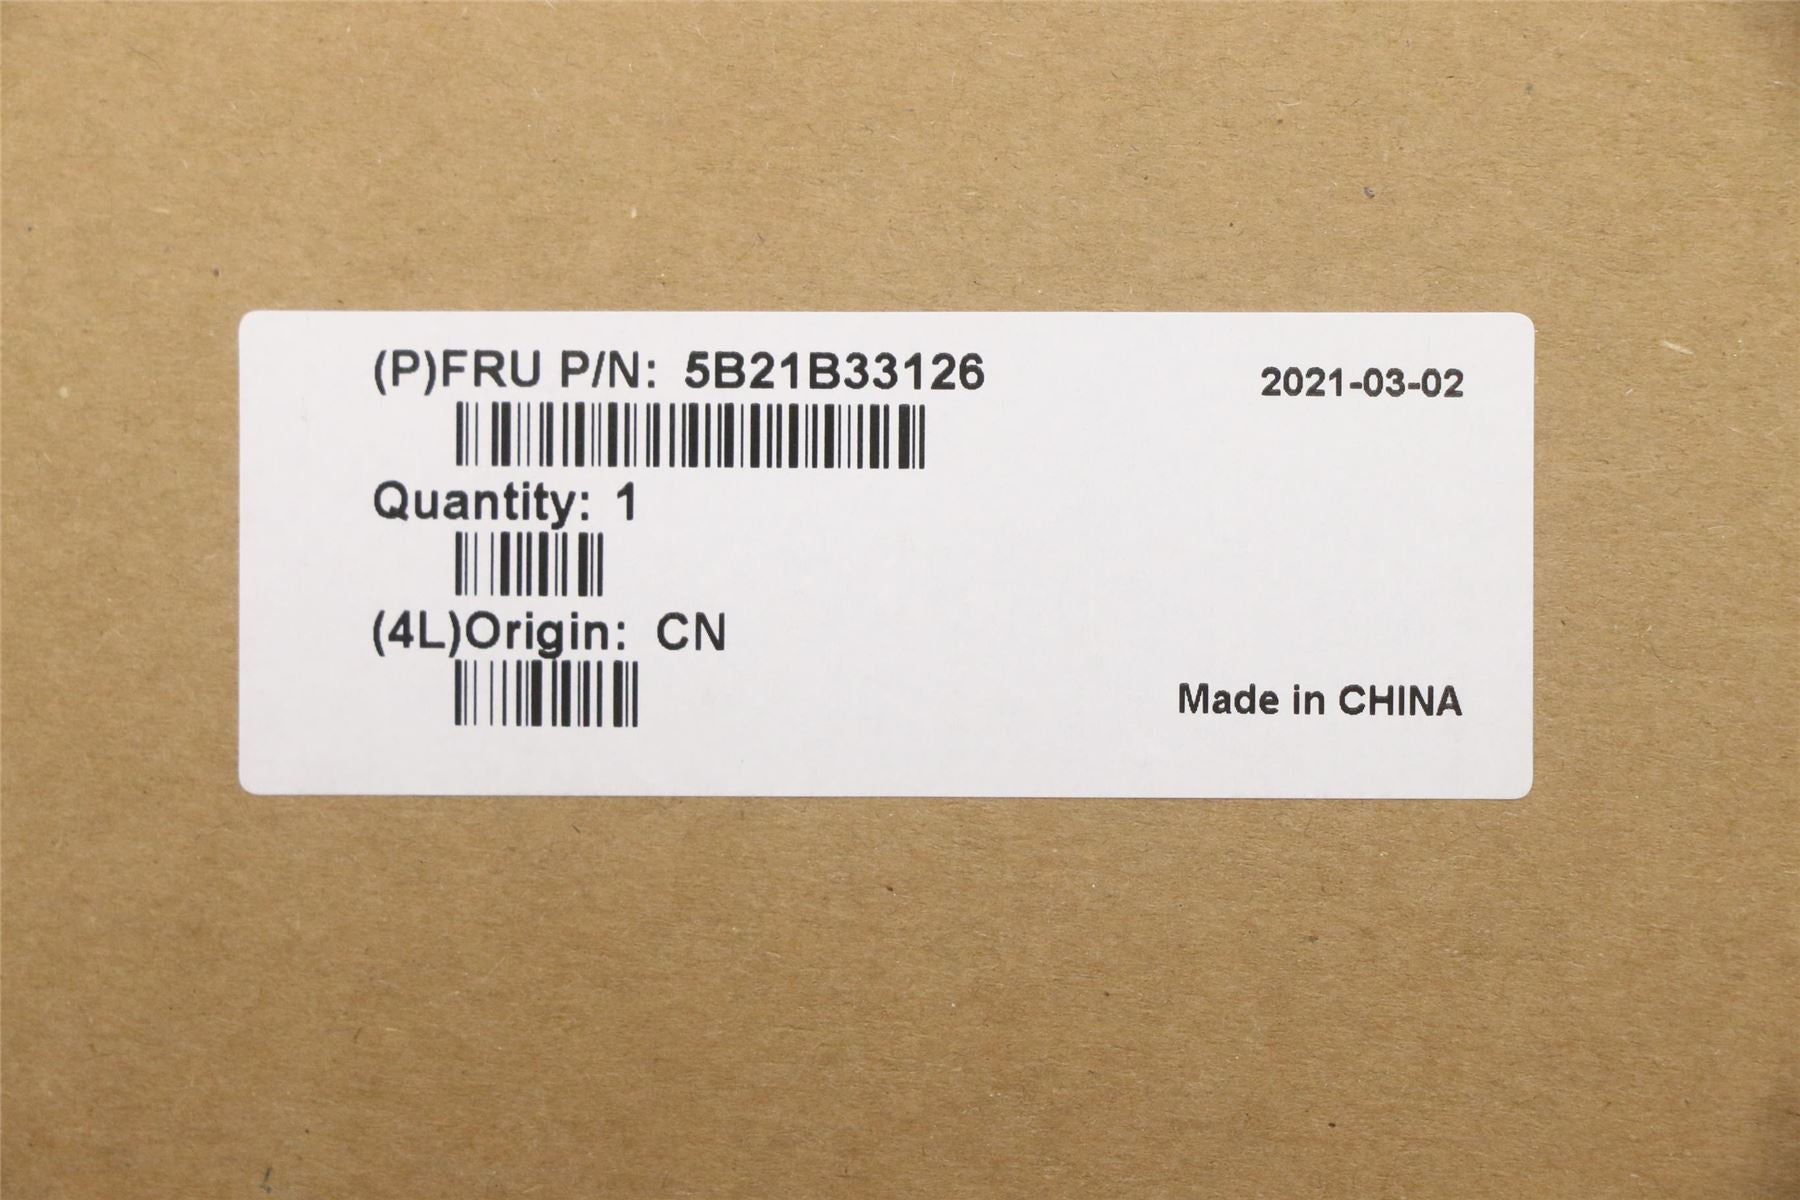 (P)FRU P/N: 5B21B33126
2021-03-02
Quantity: 1
(4L)Origin: CN
Made in CHINA